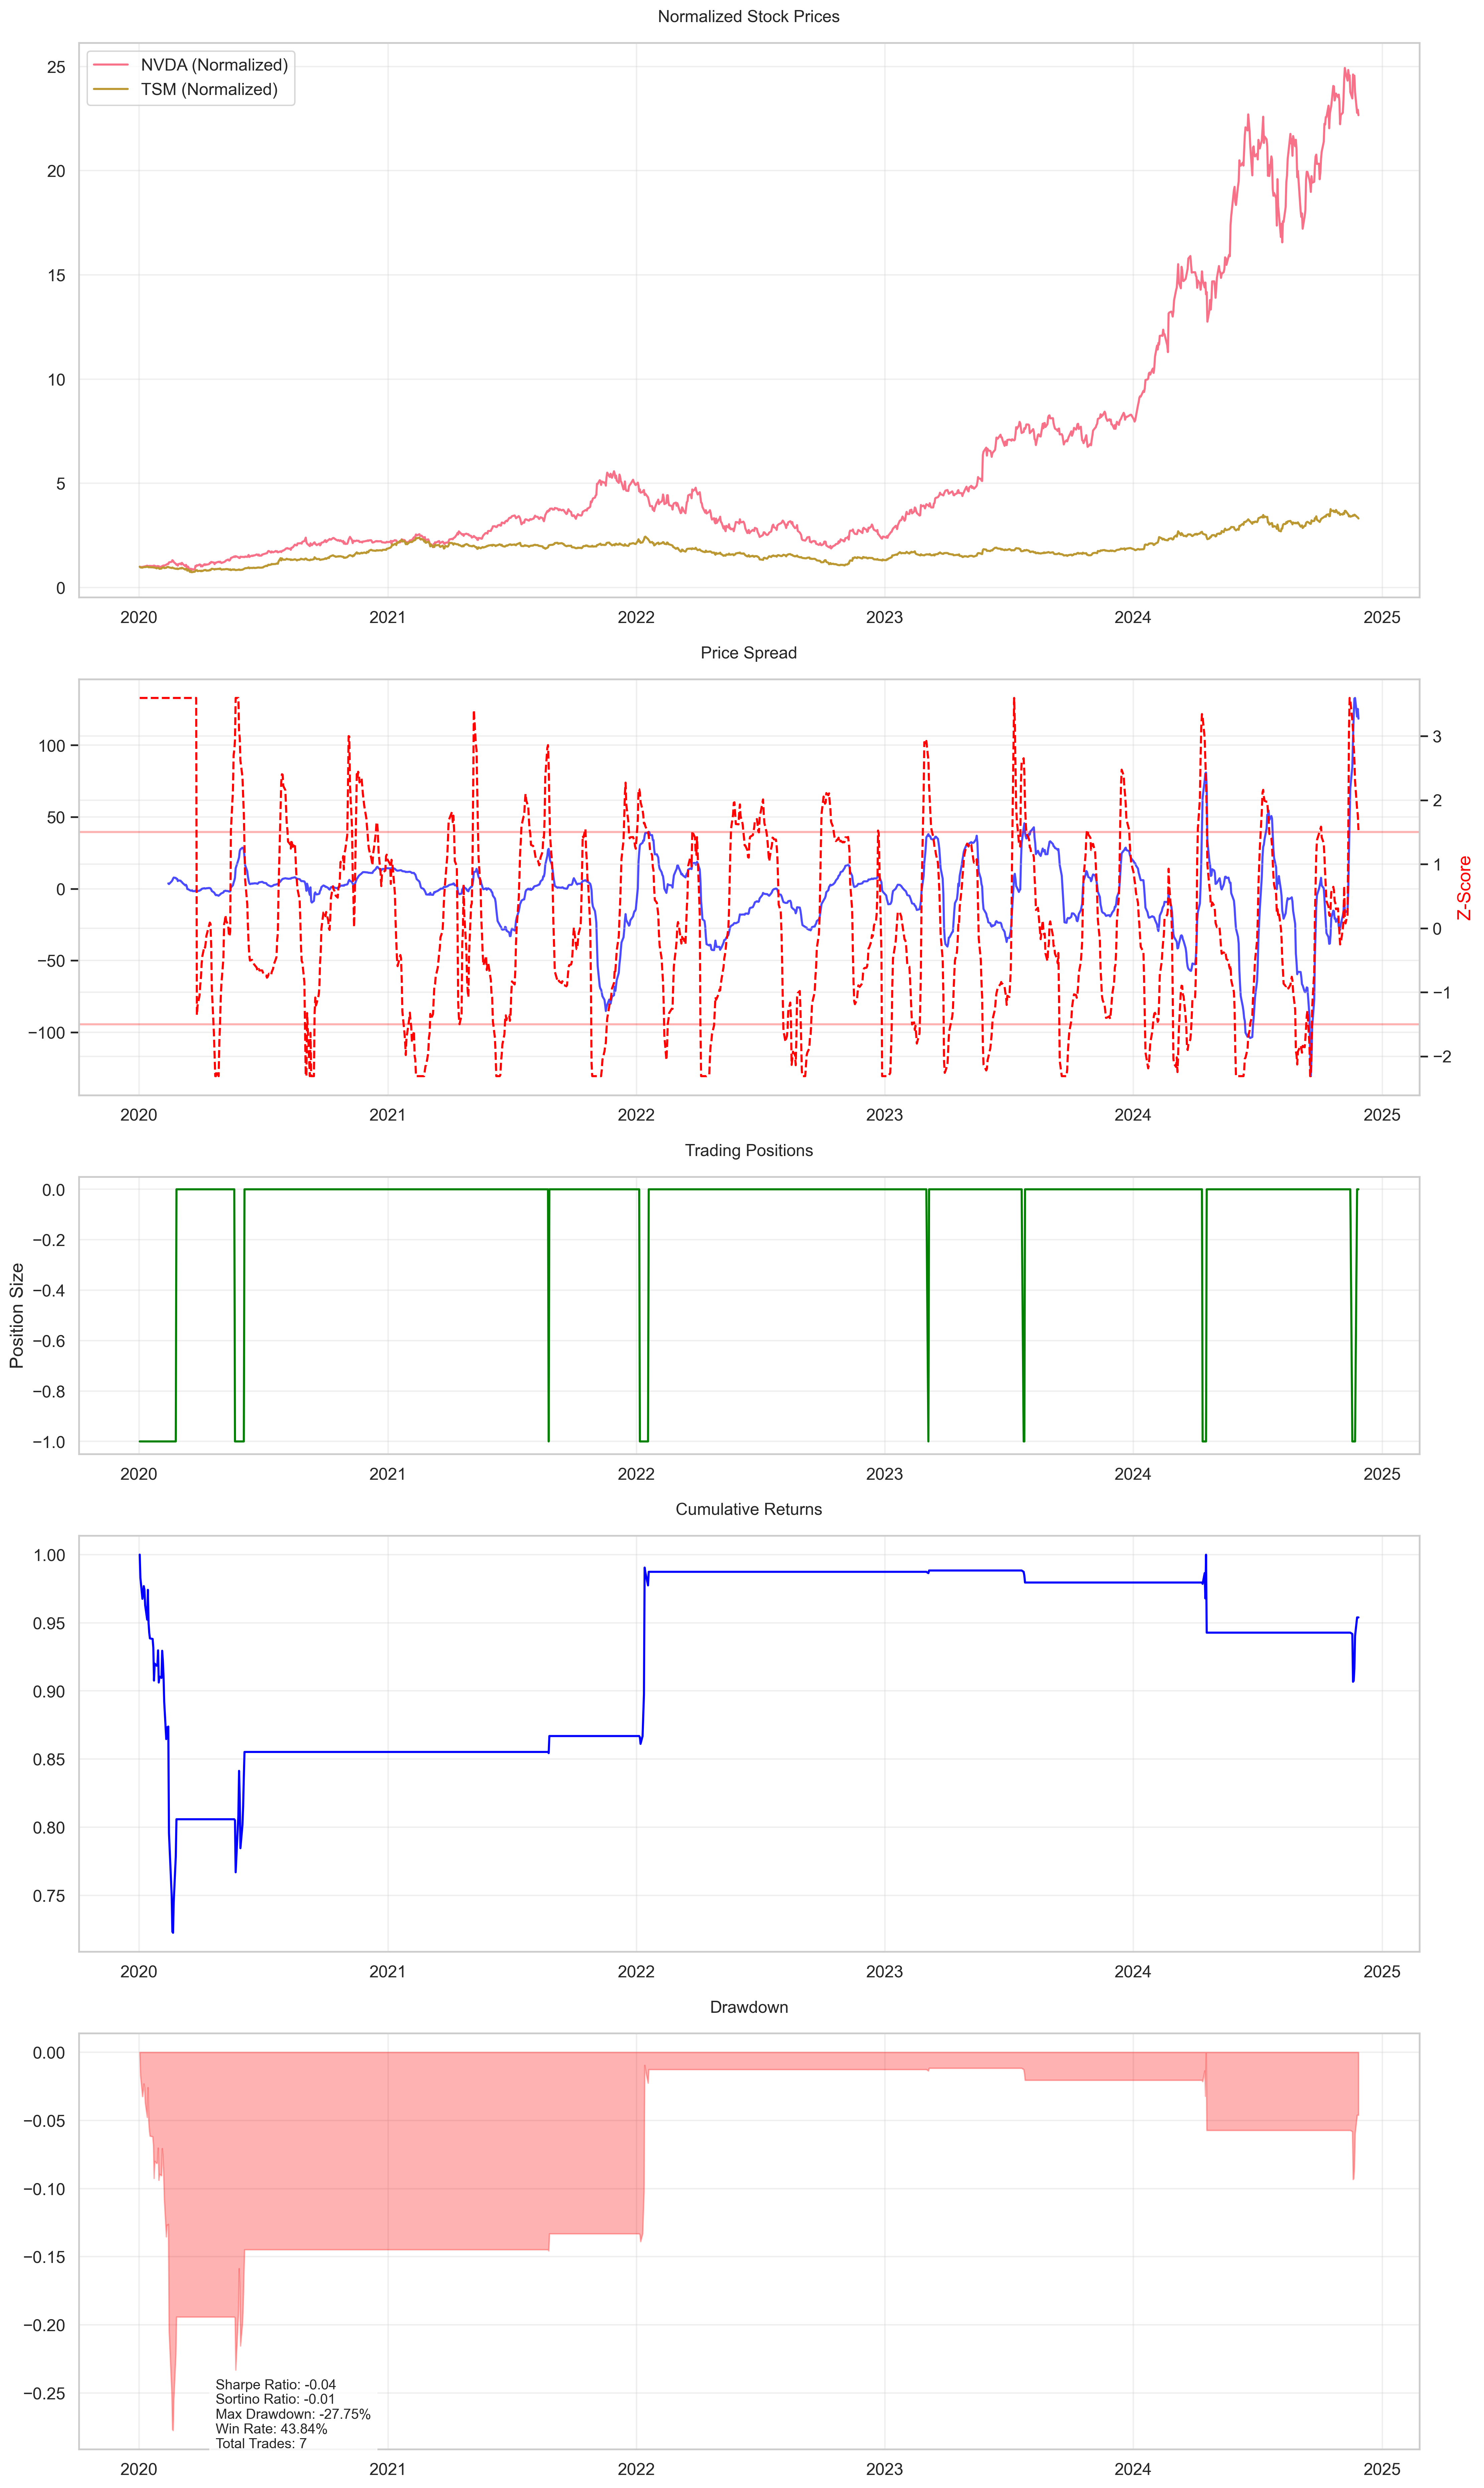 Normalized Stock Prices
NVDA (Normalized)
TSM (Normalized)
25
20
15
10
5
0
2020 2021 2022 2023 2024 2025
Price Spread
100
50
0
−50
−100
3
2
1
0
−1
−2
Z-Score
2020 2021 2022 2023 2024 2025
Trading Positions
0.0
−0.2
−0.4
−0.6
−0.8
−1.0
Position Size
2020 2021 2022 2023 2024 2025
Cumulative Returns
1.00
0.95
0.90
0.85
0.80
0.75
2020 2021 2022 2023 2024 2025
Drawdown
0.00
−0.05
−0.10
−0.15
−0.20
−0.25
Sharpe Ratio: -0.04
Sortino Ratio: -0.01
Max Drawdown: -27.75%
Win Rate: 43.84%
Total Trades: 7
2020 2021 2022 2023 2024 2025